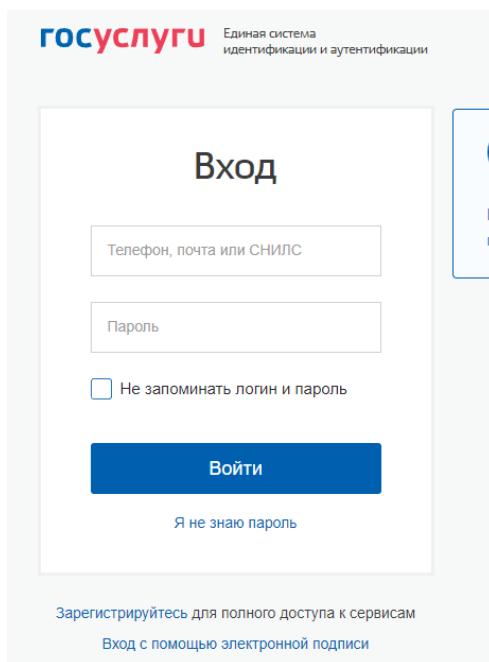 госуслуги
Единая система
идентификации и аутентификации
Вход
Телефон, почта или СНИЛС
Пароль
Не запоминать логин и пароль
Войти
Я не знаю пароль
Зарегистрируйтесь для полного доступа к сервисам
Вход с помощью электронной подписи